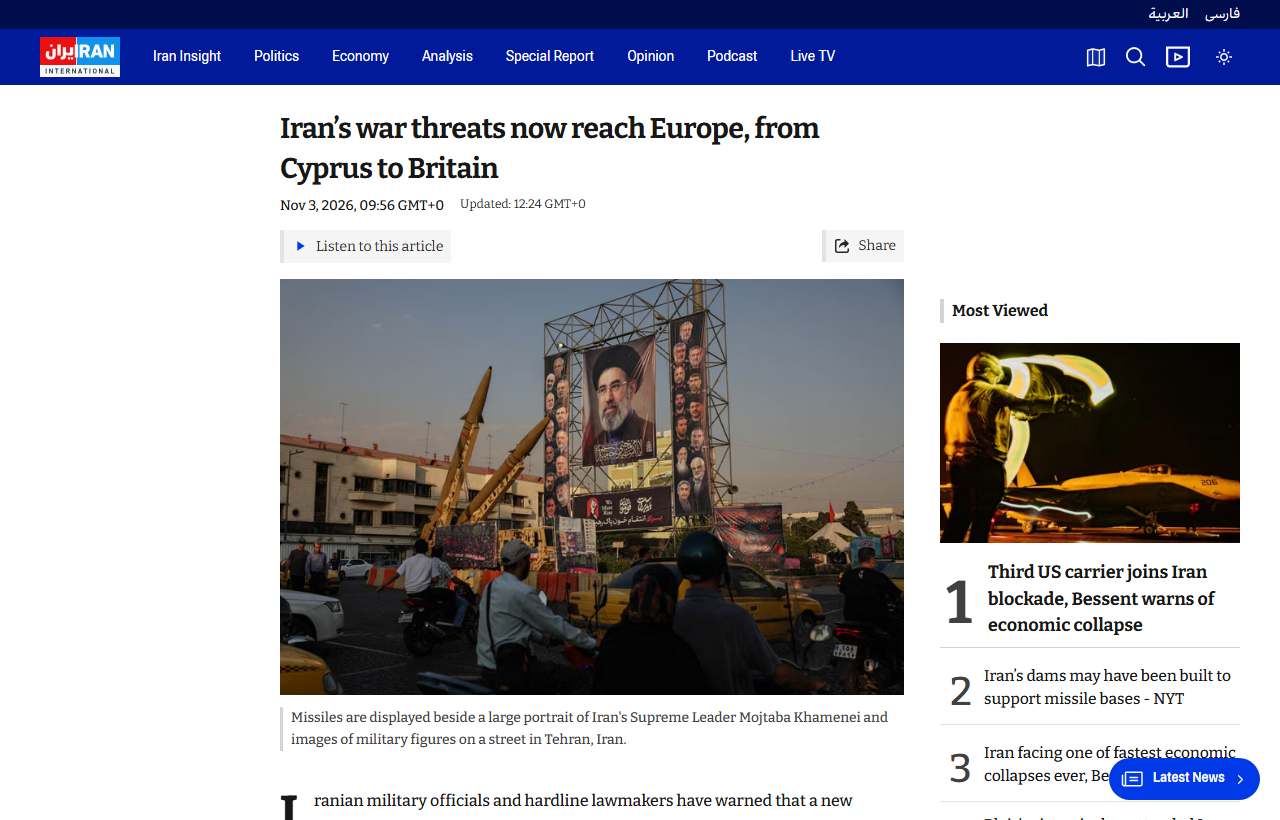 فارسی
العربية
ایران IRAN
INTERNATIONAL
Iran Insight
Politics
Economy
Analysis
Special Report
Opinion
Podcast
Live TV
Iran's war threats now reach Europe, from
Cyprus to Britain
Nov 3, 2026, 09:56 GMT+0
Updated: 12:24 GMT+0
Listen to this article
Share
Missiles are displayed beside a large portrait of Iran's Supreme Leader Mojtaba Khamenei and
images of military figures on a street in Tehran, Iran.
Iranian military officials and hardline lawmakers have warned that a new
Most Viewed
206
1
Third US carrier joins Iran
blockade, Bessent warns of
economic collapse
2
Iran's dams may have been built to
support missile bases - NYT
3
Iran facing one of fastest economic
collapses ever, Be
Latest News